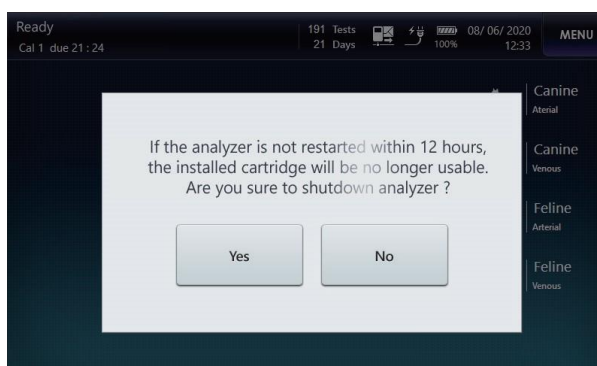 Ready
Cal 1 due 21 : 24
191 Tests
21 Days
100%
08/ 06/ 2020
12:33
MENU
If the analyzer is not restarted within 12 hours,
the installed cartridge will be no longer usable.
Are you sure to shutdown analyzer ?
Yes
No
Canine
Aterial
Canine
Venous
Feline
Arterial
Feline
Venous